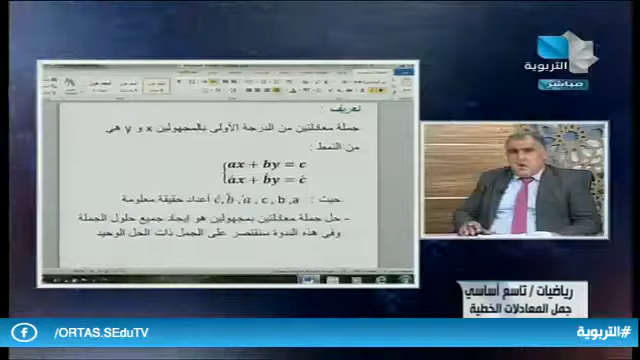 التربوية
مباشر
تعريف :
جملة معادلتين من الدرجة الأولى بالمجهولين x و y هي
من النمط :
ax + by = c
áx + b́y = ć
حيث : a , b , c , á , b́ , ć أعداد حقيقة معلومة
- حل جملة معادلتين بمجهولين هو إيجاد جميع حلول الجملة
وفي هذه الندوة سنقتصر على الجمل ذات الحل الوحيد
رياضيات / تاسع أساسي
جمل المعادلات الخطية
/ORTAS.SEduTV
#التربوية